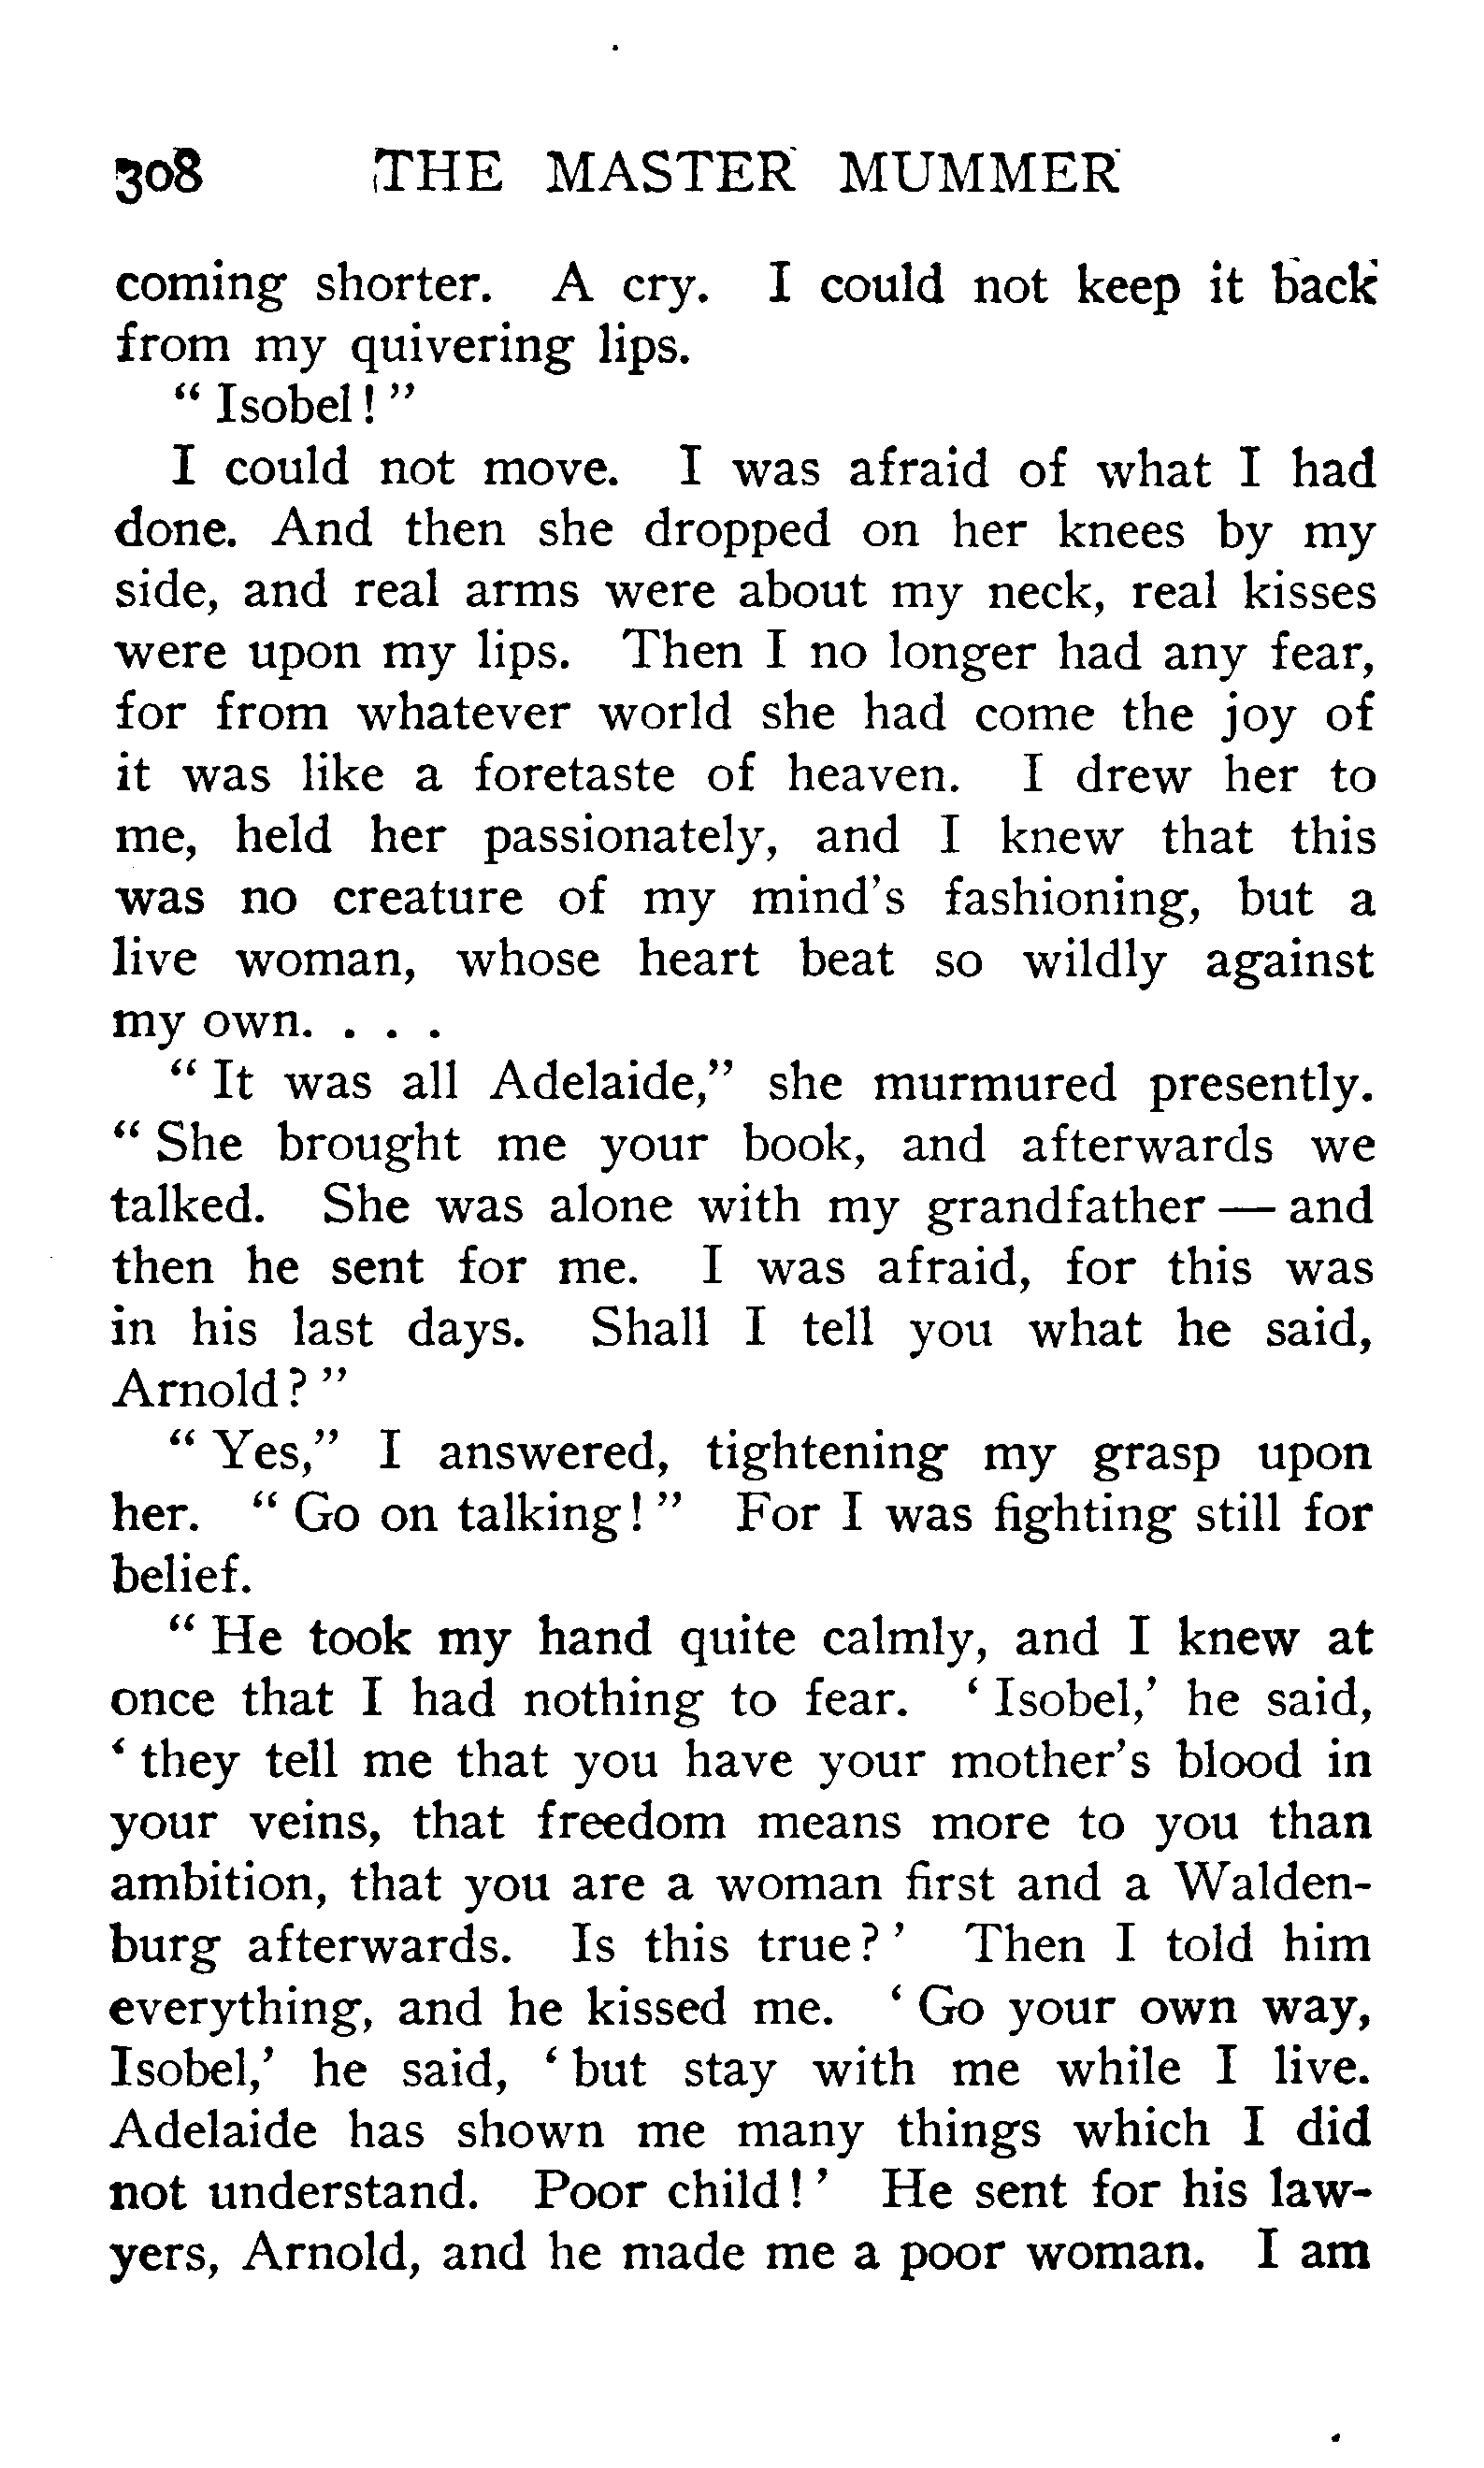 308 THE MASTER MUMMER
coming shorter. A cry. I could not keep it back
from my quivering lips.
“ Isobel! ”
I could not move. I was afraid of what I had
done. And then she dropped on her knees by my
side, and real arms were about my neck, real kisses
were upon my lips. Then I no longer had any fear,
for from whatever world she had come the joy of
it was like a foretaste of heaven. I drew her to
me, held her passionately, and I knew that this
was no creature of my mind’s fashioning, but a
live woman, whose heart beat so wildly against
my own. . . .
“ It was all Adelaide,” she murmured presently.
“ She brought me your book, and afterwards we
talked. She was alone with my grandfather — and
then he sent for me. I was afraid, for this was
in his last days. Shall I tell you what he said,
Arnold? ”
“ Yes,” I answered, tightening my grasp upon
her. “ Go on talking! ” For I was fighting still for
belief.
“ He took my hand quite calmly, and I knew at
once that I had nothing to fear. ‘ Isobel,’ he said,
‘ they tell me that you have your mother’s blood in
your veins, that freedom means more to you than
ambition, that you are a woman first and a Walden-
burg afterwards. Is this true? ’ Then I told him
everything, and he kissed me. ‘ Go your own way,
Isobel,’ he said, ‘ but stay with me while I live.
Adelaide has shown me many things which I did
not understand. Poor child! ’ He sent for his law-
yers, Arnold, and he made me a poor woman. I am